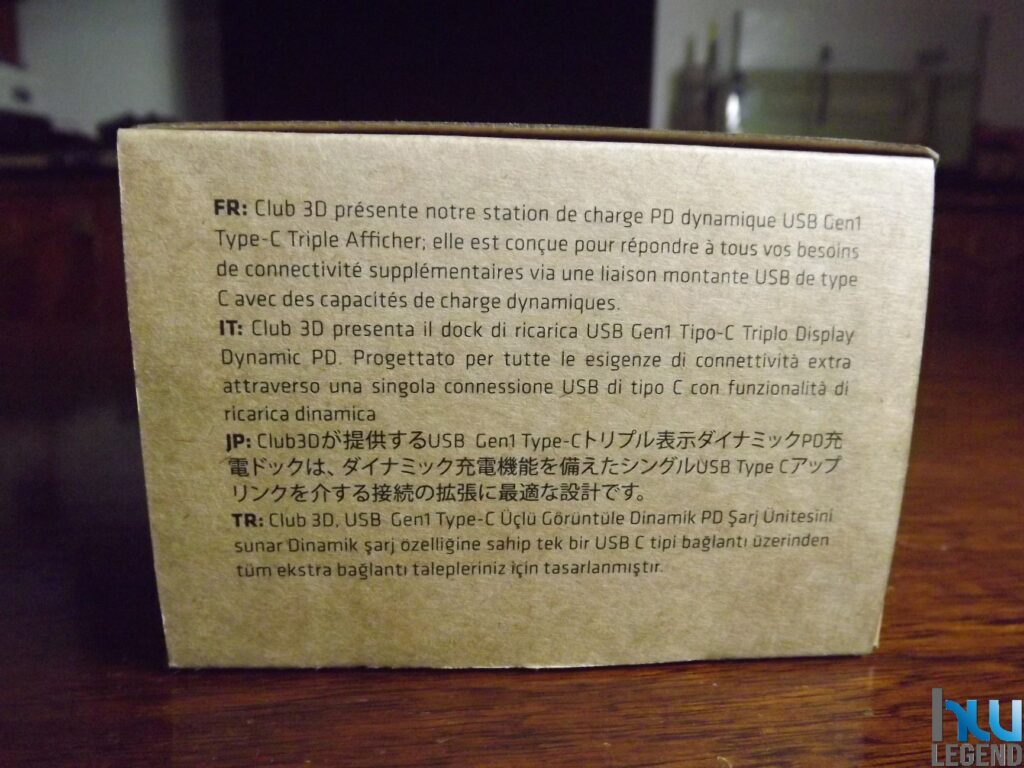 FR: Club 3D présente notre station de charge PD dynamique USB Gen1
Type-C Triple Afficher; elle est conçue pour répondre à tous vos besoins
de connectivité supplémentaires via une liaison montante USB de type
C avec des capacités de charge dynamiques.
IT: Club 3D presenta il dock di ricarica USB Gen1 Tipo-C Triplo Display
Dynamic PD. Progettato per tutte le esigenze di connettività extra
attraverso una singola connessione USB di tipo C con funzionalità di
ricarica dinamica
JP: Club3Dが提供するUSB Gen1 Type-Cトリプル表示ダイナミックPD充
電ドックは、ダイナミック充電機能を備えたシングルUSB Type Cアップ
リンクを介する接続の拡張に最適な設計です。
TR: Club 3D, USB Gen1 Type-C Üçlü Görüntüle Dinamik PD Şarj Ünitesini
sunar Dinamik şarj özelliğine sahip tek bir USB C tipi bağlantı üzerinden
tüm ekstra bağlantı talepleriniz için tasarlanmıştır.
LEGEND